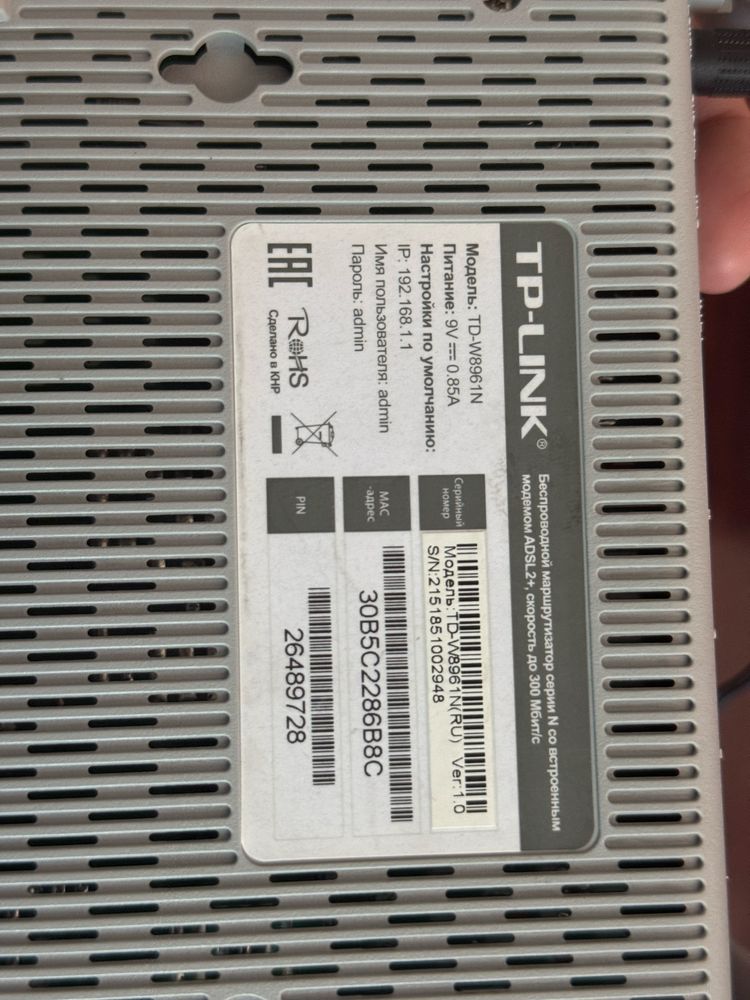 TP-LINK®
Беспроводной маршрутизатор серии N со встроенным
модемом ADSL2+, скорость до 300 Мбит/с
Модель: TD-W8961N
Питание: 9V⎓0.85A
Настройки по умолчанию:
IP: 192.168.1.1
Имя пользователя: admin
Пароль: admin
EAC
RoHS
Сделано в КНР
Серийный
номер
Модель:TD-W8961N(RU) Ver:1.0
S/N:2151851002948
MAC
-адрес
30B5C2286B8C
PIN
26489728